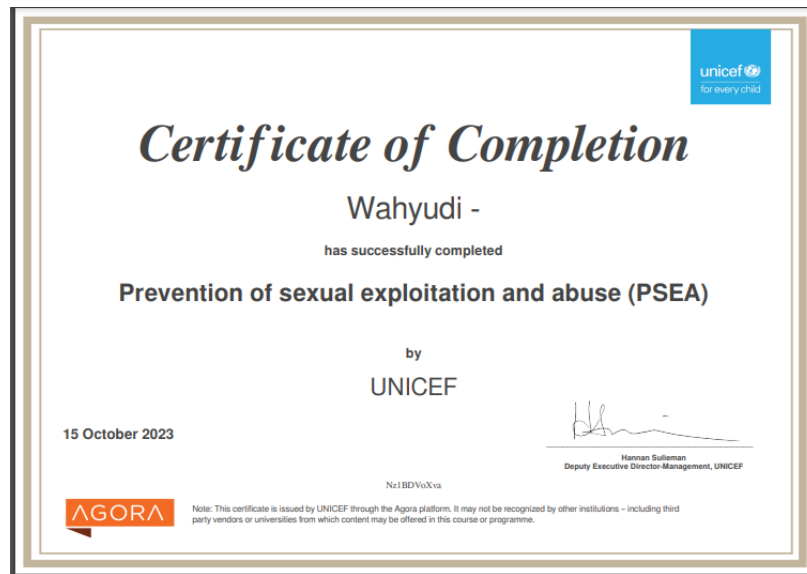 unicef
for every child
Certificate of Completion
Wahyudi -
has successfully completed
Prevention of sexual exploitation and abuse (PSEA)
by
UNICEF
15 October 2023
Hannan Sulieman
Deputy Executive Director-Management, UNICEF
Nz1BDVoXva
AGORA
Note: This certificate is issued by UNICEF through the Agora platform. It may not be recognized by other institutions – including third
party vendors or universities from which content may be offered in this course or programme.